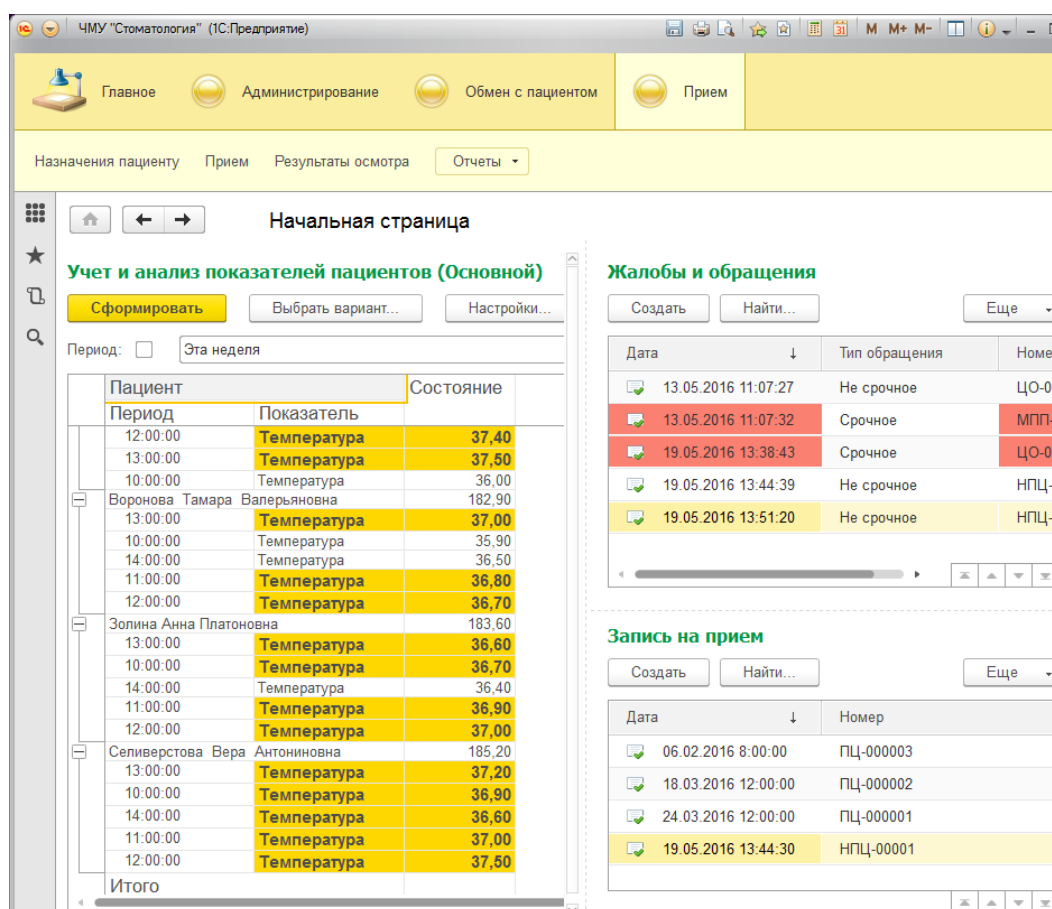 ЧМУ "Стоматология" (1С:Предприятие)
M M+ M-
Главное Администрирование Обмен с пациентом Прием
Назначения пациенту Прием Результаты осмотра Отчеты
Начальная страница
Учет и анализ показателей пациентов (Основной)
Сформировать Выбрать вариант... Настройки...
Период: Эта неделя
Пациент Состояние
Период Показатель
12:00:00 Температура 37,40
13:00:00 Температура 37,50
10:00:00 Температура 36,00
Воронова Тамара Валерьяновна 182,90
13:00:00 Температура 37,00
10:00:00 Температура 35,90
14:00:00 Температура 36,50
11:00:00 Температура 36,80
12:00:00 Температура 36,70
Золина Анна Платоновна 183,60
13:00:00 Температура 36,60
10:00:00 Температура 36,70
14:00:00 Температура 36,40
11:00:00 Температура 36,90
12:00:00 Температура 37,00
Селиверстова Вера Антониновна 185,20
13:00:00 Температура 37,20
10:00:00 Температура 36,90
14:00:00 Температура 36,60
11:00:00 Температура 37,00
12:00:00 Температура 37,50
Итого
Жалобы и обращения
Создать Найти... Еще
Дата ↓ Тип обращения Номе
13.05.2016 11:07:27 Не срочное ЦО-0
13.05.2016 11:07:32 Срочное МПП-
19.05.2016 13:38:43 Срочное ЦО-0
19.05.2016 13:44:39 Не срочное НПЦ-
19.05.2016 13:51:20 Не срочное НПЦ-
Запись на прием
Создать Найти... Еще
Дата ↓ Номер
06.02.2016 8:00:00 ПЦ-000003
18.03.2016 12:00:00 ПЦ-000002
24.03.2016 12:00:00 ПЦ-000001
19.05.2016 13:44:30 НПЦ-00001